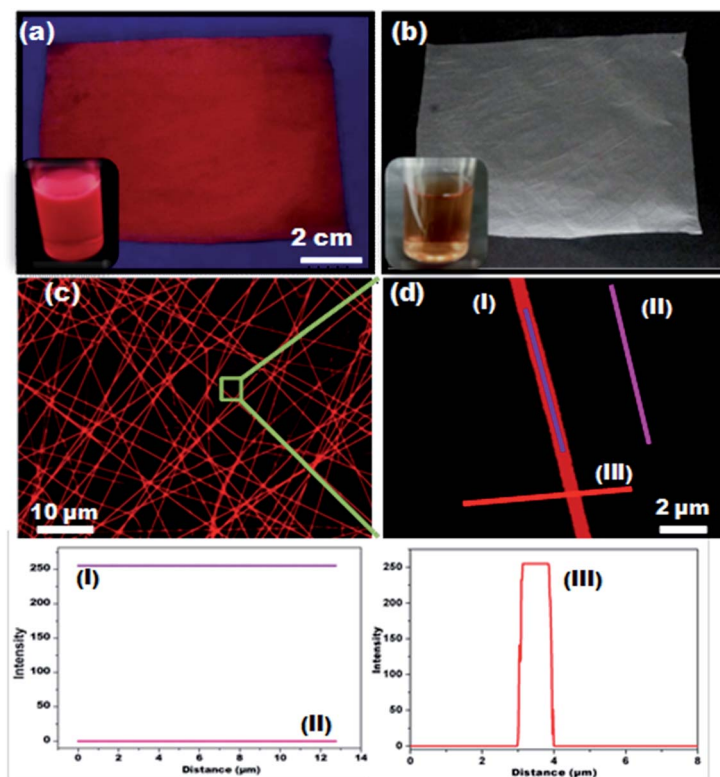 (a)
(b)
2 cm
(c)
(d)
(I)
(II)
(III)
10 µm
2 µm
250
200
150
100
50
0
Intensity
(I)
(II)
0 2 4 6 8 10 12 14
Distance (µm)
250
200
150
100
50
0
Intensity
(III)
0 2 4 6 8
Distance (µm)